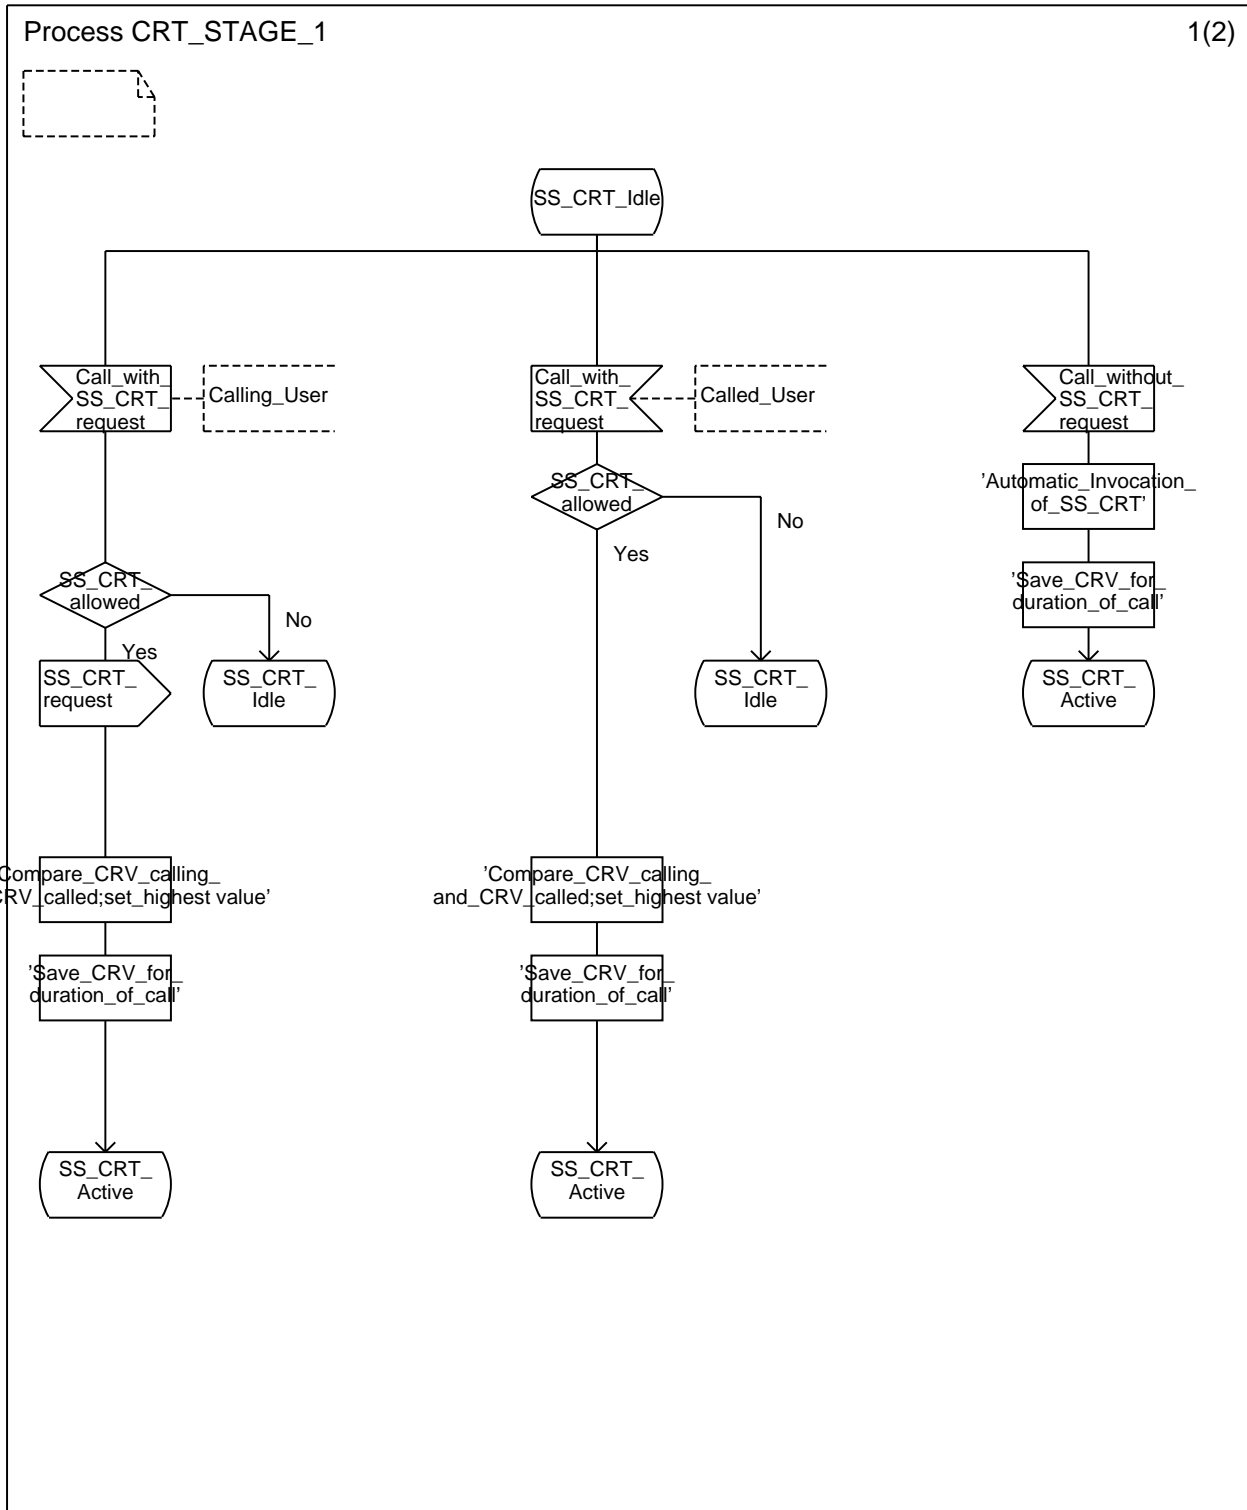 Process CRT_STAGE_1
1(2)
SS_CRT_Idle
Call_with_
SS_CRT_
request
Calling_User
Call_with_
SS_CRT_
request
Called_User
Call_without_
SS_CRT_
request
SS_CRT_
allowed
No
Yes
'Automatic_Invocation_
of_SS_CRT'
'Save_CRV_for_
duration_of_call'
SS_CRT_
allowed
No
Yes
SS_CRT_
request
SS_CRT_
Idle
SS_CRT_
Idle
SS_CRT_
Active
Compare_CRV_calling_
CRV_called;set_highest value'
'Compare_CRV_calling_
and_CRV_called;set_highest value'
'Save_CRV_for_
duration_of_call'
'Save_CRV_for_
duration_of_call'
SS_CRT_
Active
SS_CRT_
Active